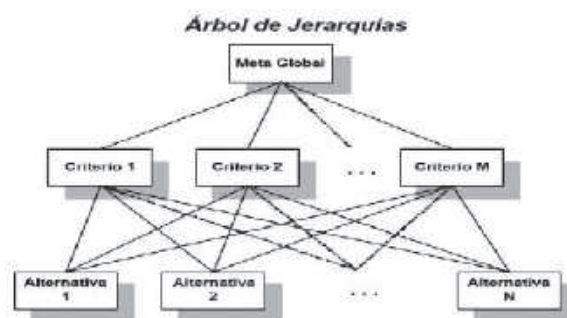 Árbol de Jerarquías
Meta Global
Criterio 1
Criterio 2
...
Criterio M
Alternativa
1
Alternativa
2
...
Alternativa
N